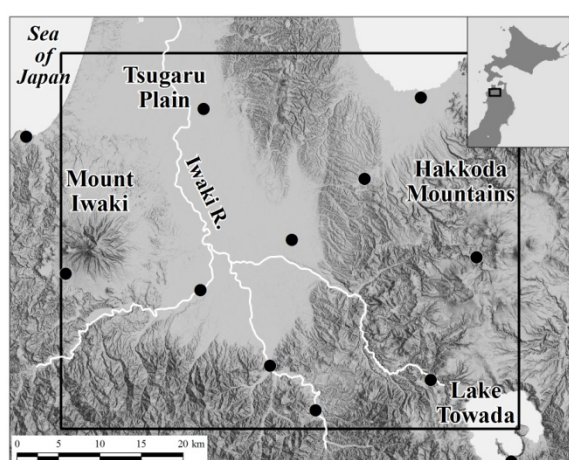 Sea
of
Japan
Tsugaru
Plain
Iwaki R.
Mount
Iwaki
Hakkoda
Mountains
Lake
Towada
0 5 10 15 20 km